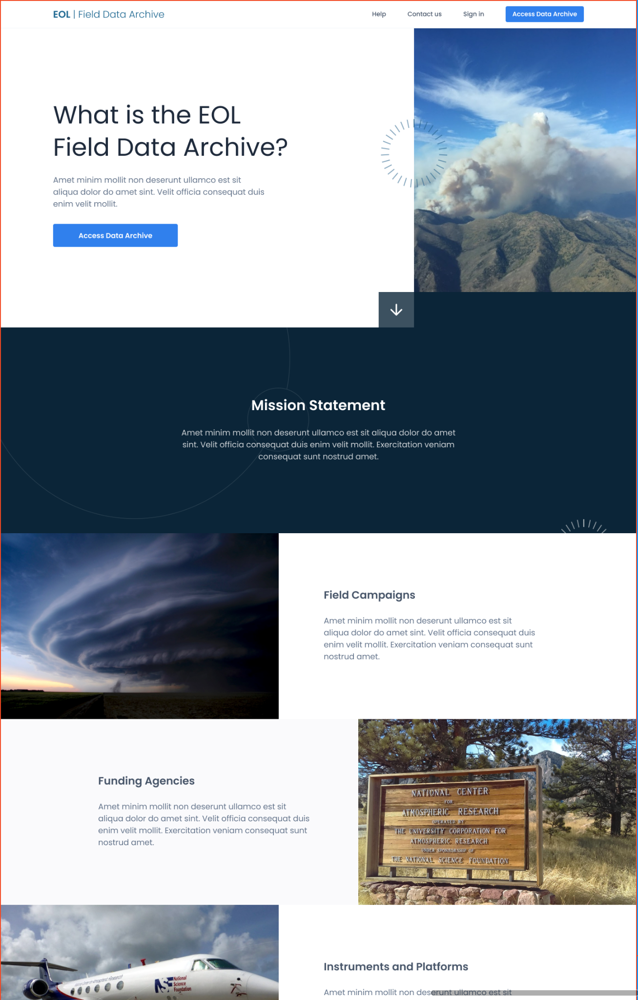 EOL | Field Data Archive
Help
Contact us
Sign in
Access Data Archive
What is the EOL
Field Data Archive?
Amet minim mollit non deserunt ullamco est sit
aliqua dolor do amet sint. Velit officia consequat duis
enim velit mollit.
Access Data Archive
Mission Statement
Amet minim mollit non deserunt ullamco est sit aliqua dolor do amet
sint. Velit officia consequat duis enim velit mollit. Exercitation veniam
consequat sunt nostrud amet.
Field Campaigns
Amet minim mollit non deserunt ullamco est sit
aliqua dolor do amet sint. Velit officia consequat duis
enim velit mollit. Exercitation veniam consequat sunt
nostrud amet.
Funding Agencies
Amet minim mollit non deserunt ullamco est sit
aliqua dolor do amet sint. Velit officia consequat duis
enim velit mollit. Exercitation veniam consequat sunt
nostrud amet.
NATIONAL CENTER
FOR
ATMOSPHERIC RESEARCH
OPERATED BY
THE UNIVERSITY CORPORATION FOR
ATMOSPHERIC RESEARCH
UNDER SPONSORSHIP OF
THE NATIONAL SCIENCE FOUNDATION
National Center for Atmospheric Research
NSF
National
Science
Foundation
Instruments and Platforms
Amet minim mollit non deserunt ullamco est sit